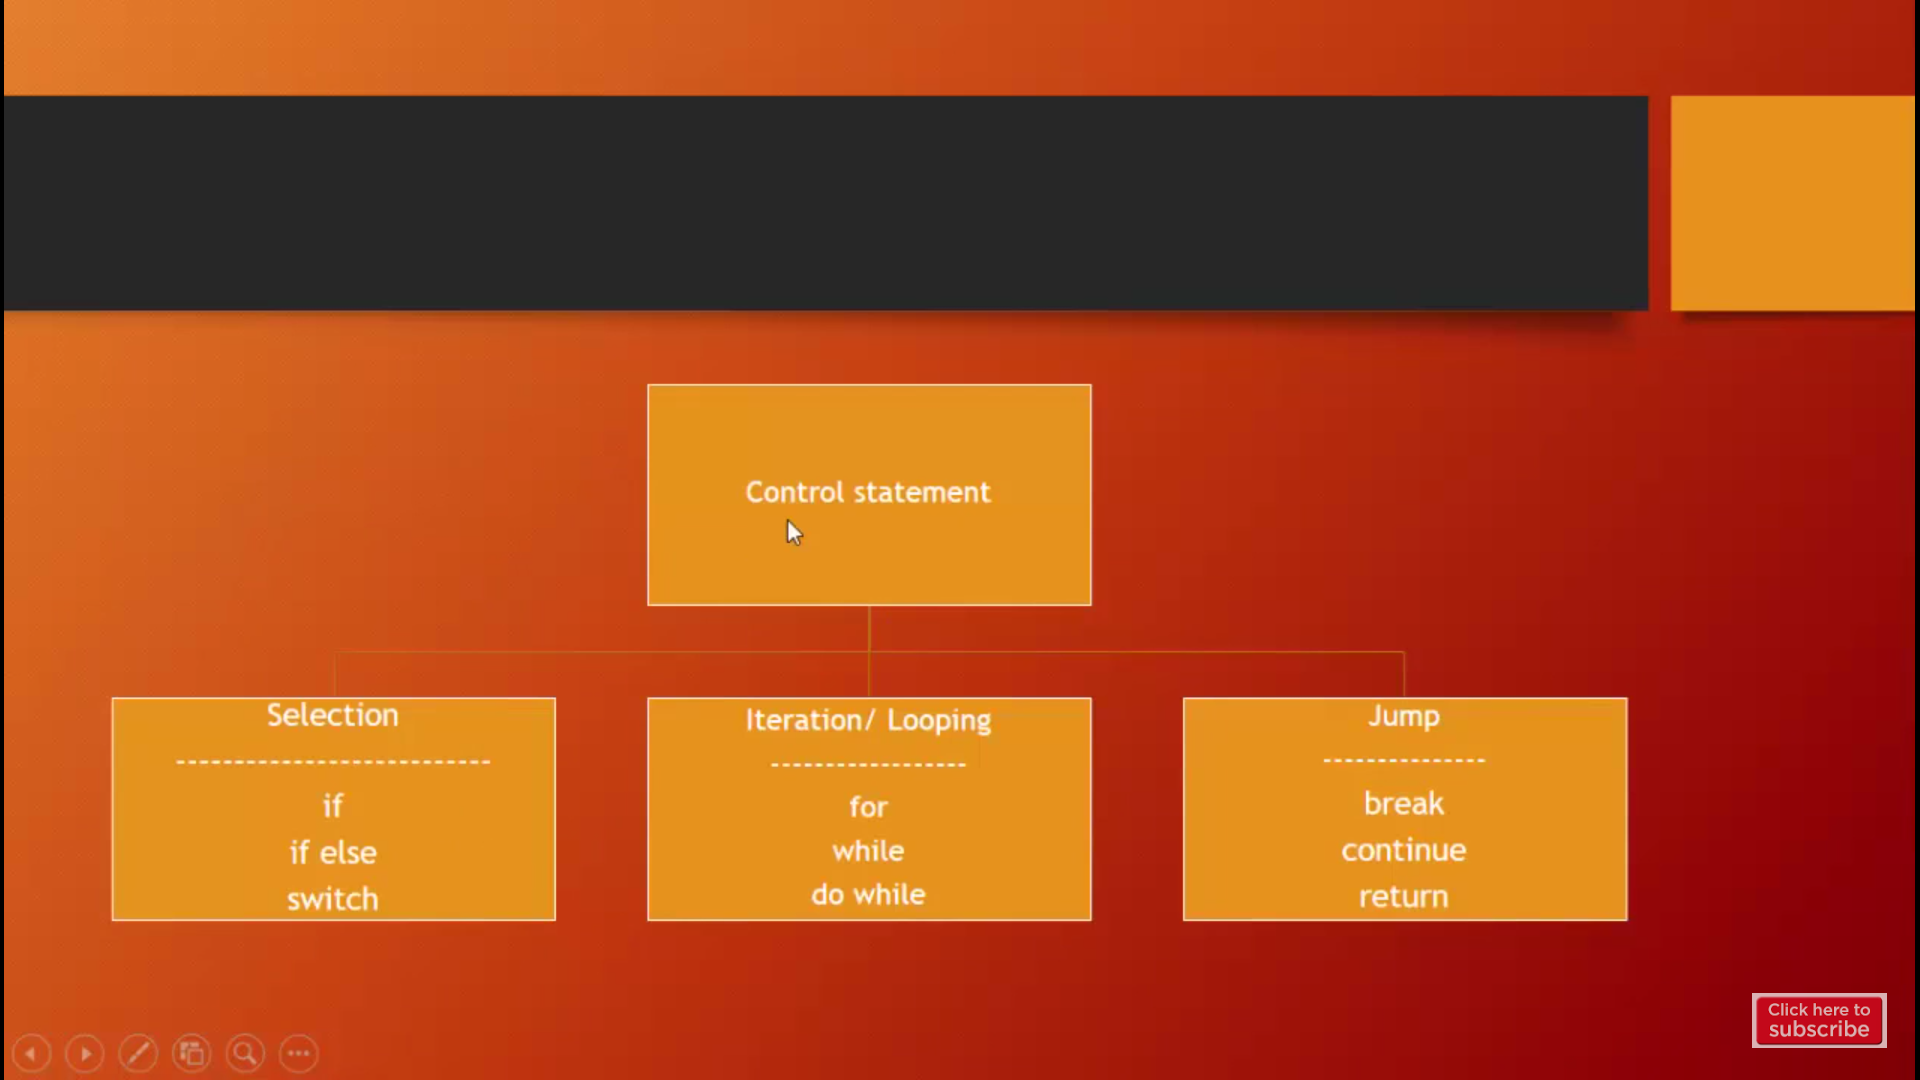 Control statement
Selection
--------------------------
if
if else
switch
Iteration/ Looping
------------------
for
while
do while
Jump
---------------
break
continue
return
Click here to
subscribe